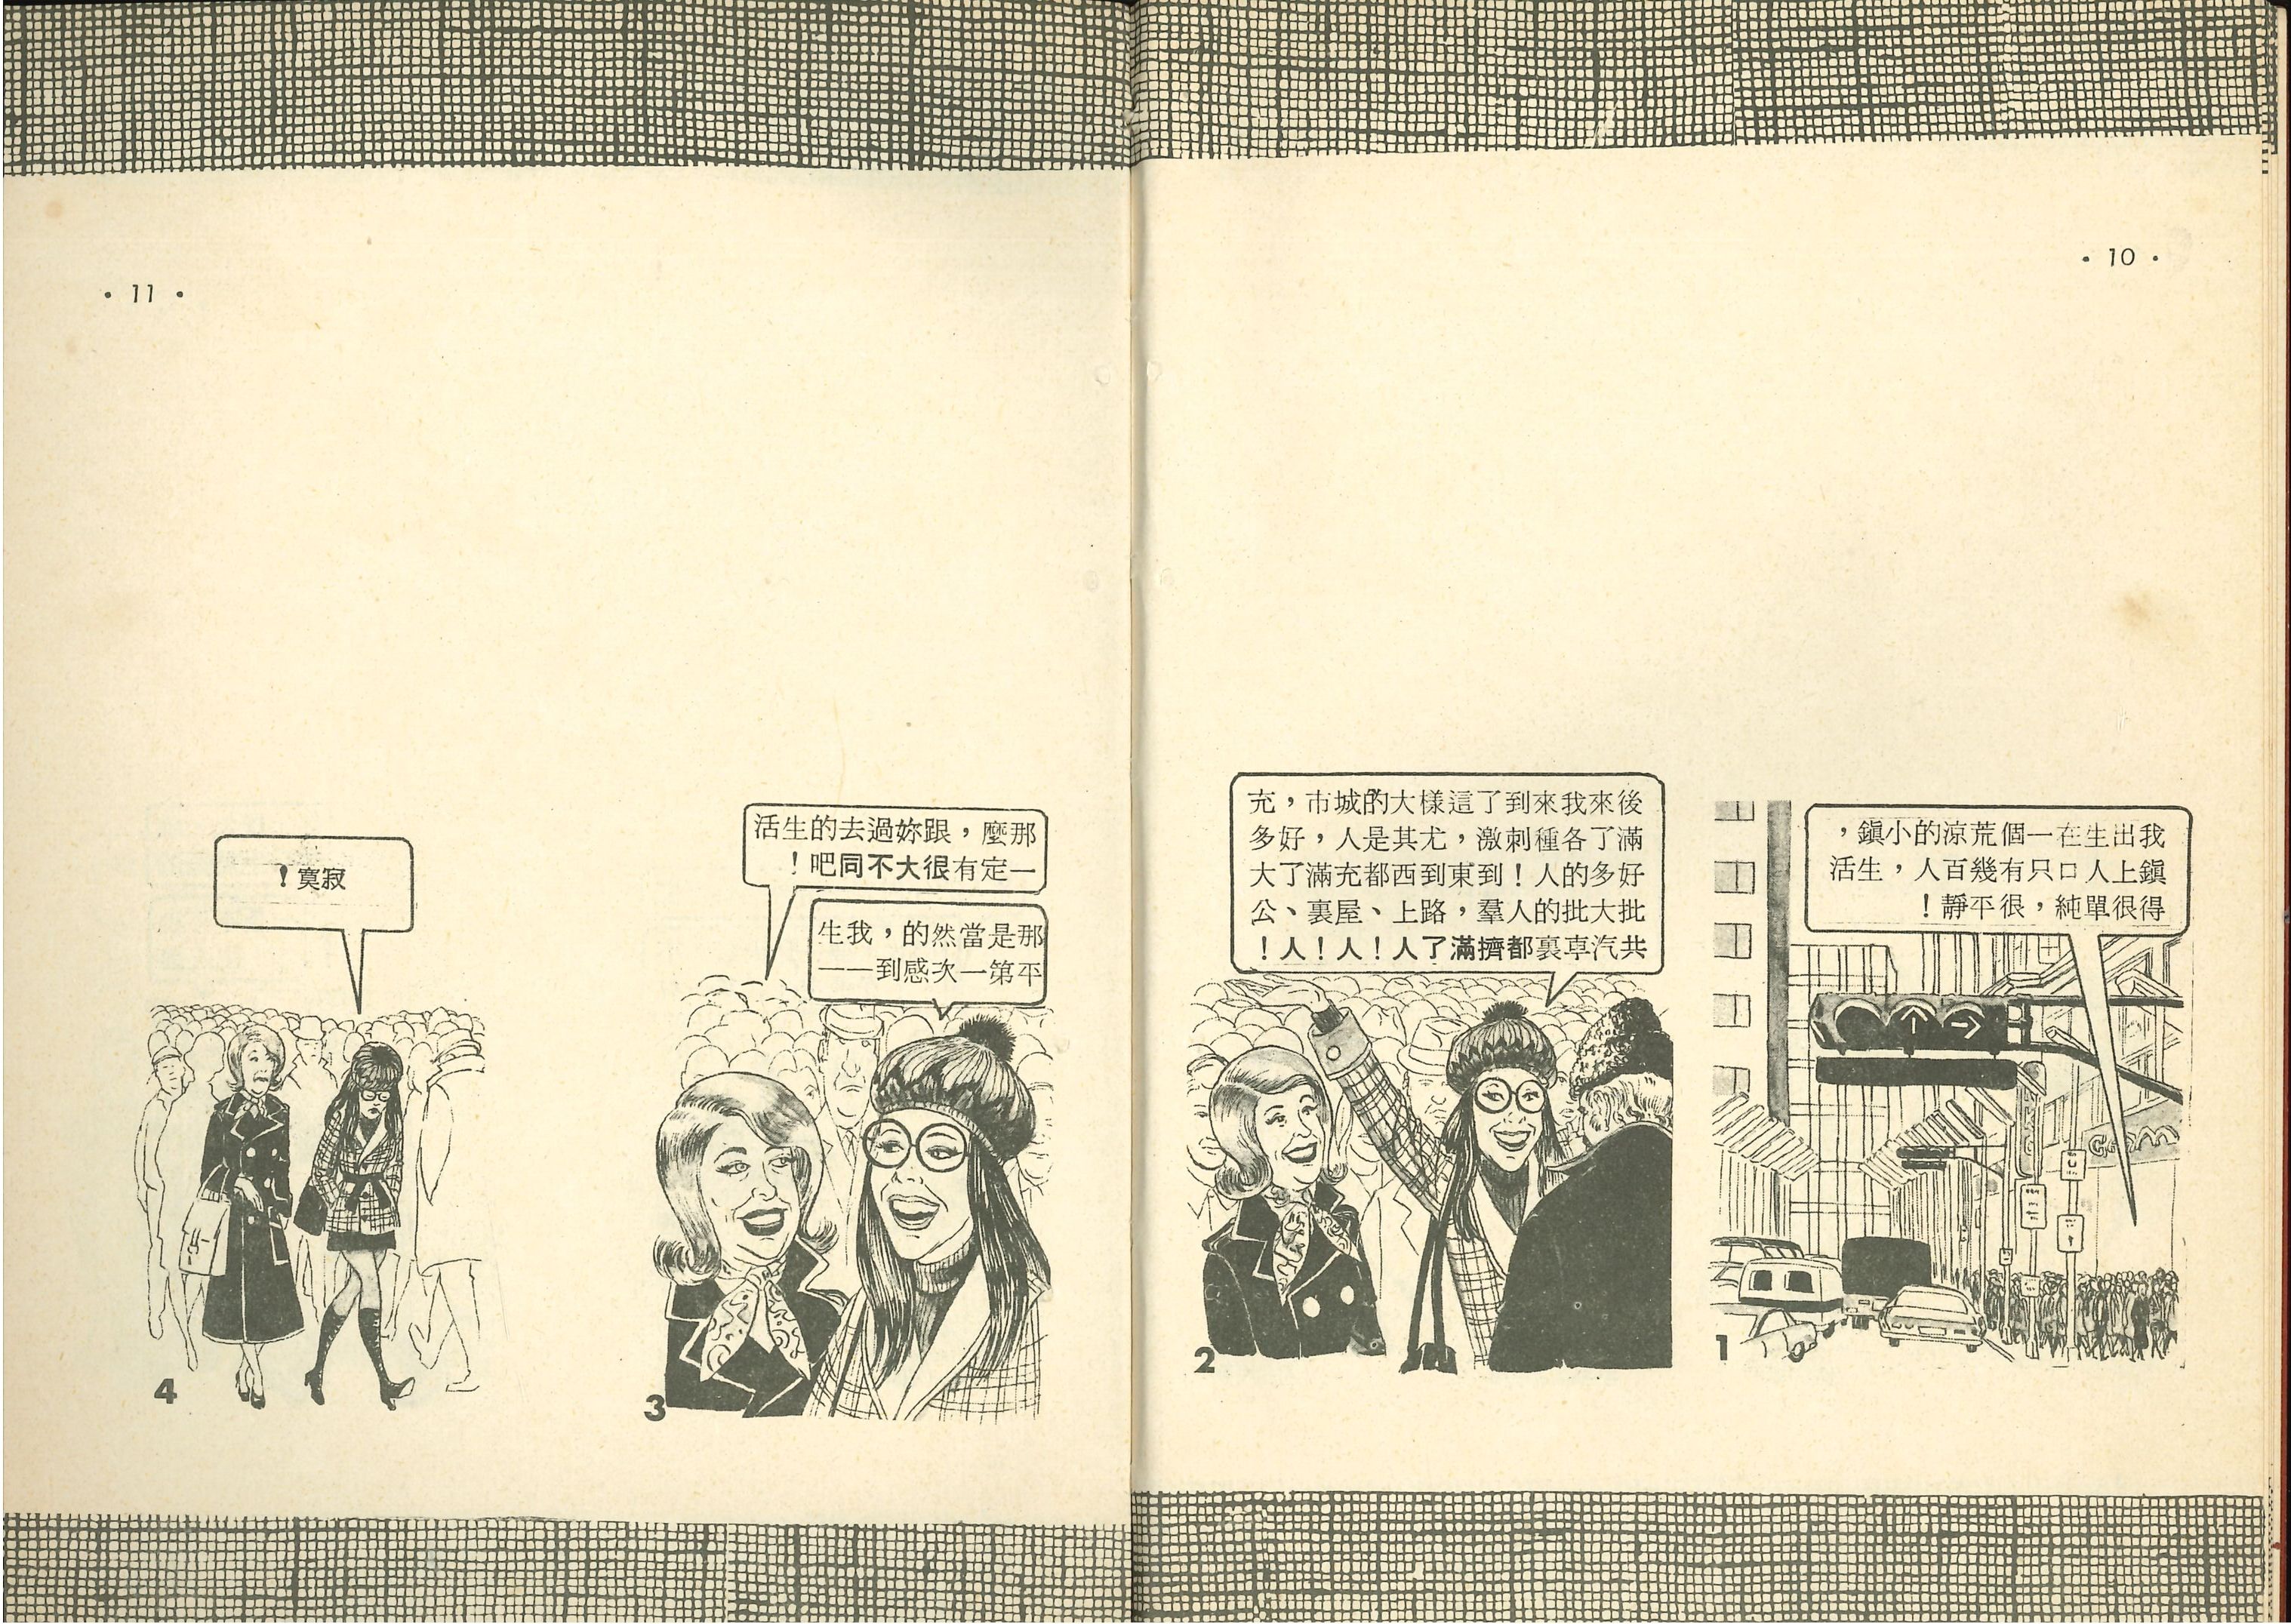 · 10 ·
我出生在一個荒涼的小鎮，
鎮上人口只有幾百人，生活
得很單純，很平靜！
1
後來我來到了這樣大的城市，充
滿了各種刺激，尤其是人，好多
好多的人！到東到西都充滿了大
批大批的人羣，路上、屋裏、公
共汽車裏都擠滿了人！人！人！
2
· 11 ·
那麼，跟妳過去的生活
一定有很大不同吧！
那是當然的，我生
平第一次感到——
3
寂寞！
4